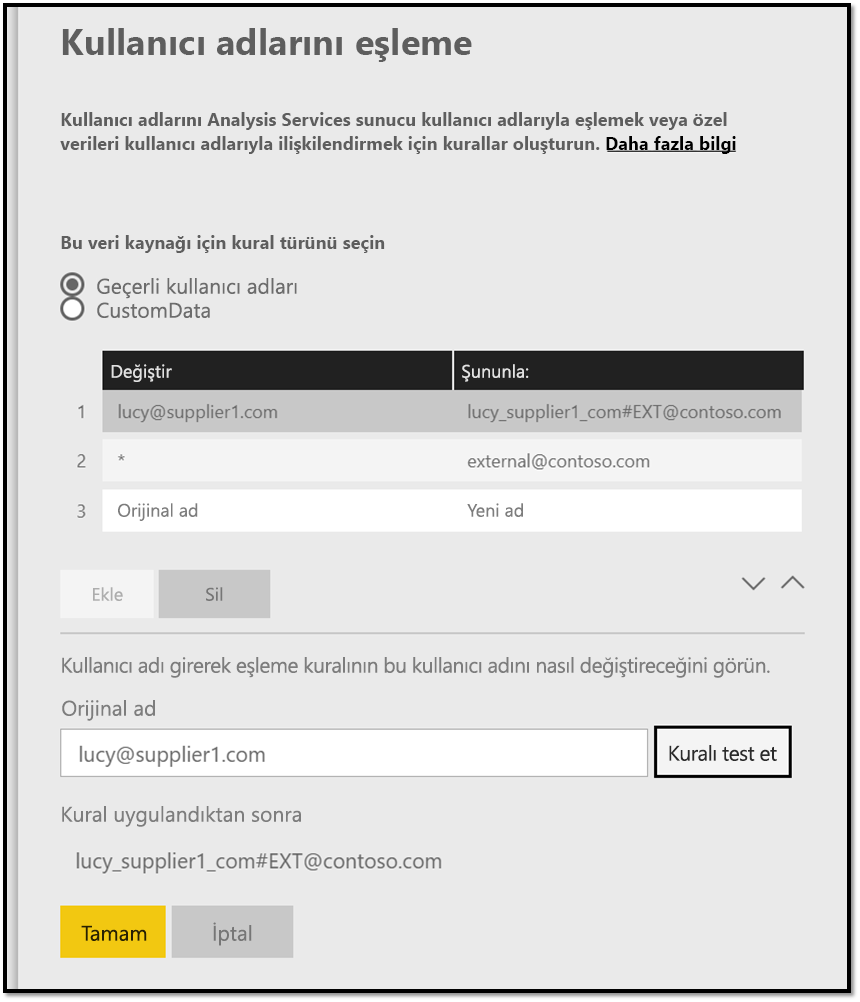 Kullanıcı adlarını eşleme
Kullanıcı adlarını Analysis Services sunucu kullanıcı adlarıyla eşlemek veya özel
verileri kullanıcı adlarıyla ilişkilendirmek için kurallar oluşturun. Daha fazla bilgi
Bu veri kaynağı için kural türünü seçin
Geçerli kullanıcı adları
CustomData
Değiştir Şununla:
1 lucy@supplier1.com lucy_supplier1_com#EXT@contoso.com
2 * external@contoso.com
3 Orijinal ad Yeni ad
Ekle Sil
Kullanıcı adı girerek eşleme kuralının bu kullanıcı adını nasıl değiştireceğini görün.
Orijinal ad
lucy@supplier1.com Kuralı test et
Kural uygulandıktan sonra
lucy_supplier1_com#EXT@contoso.com
Tamam İptal